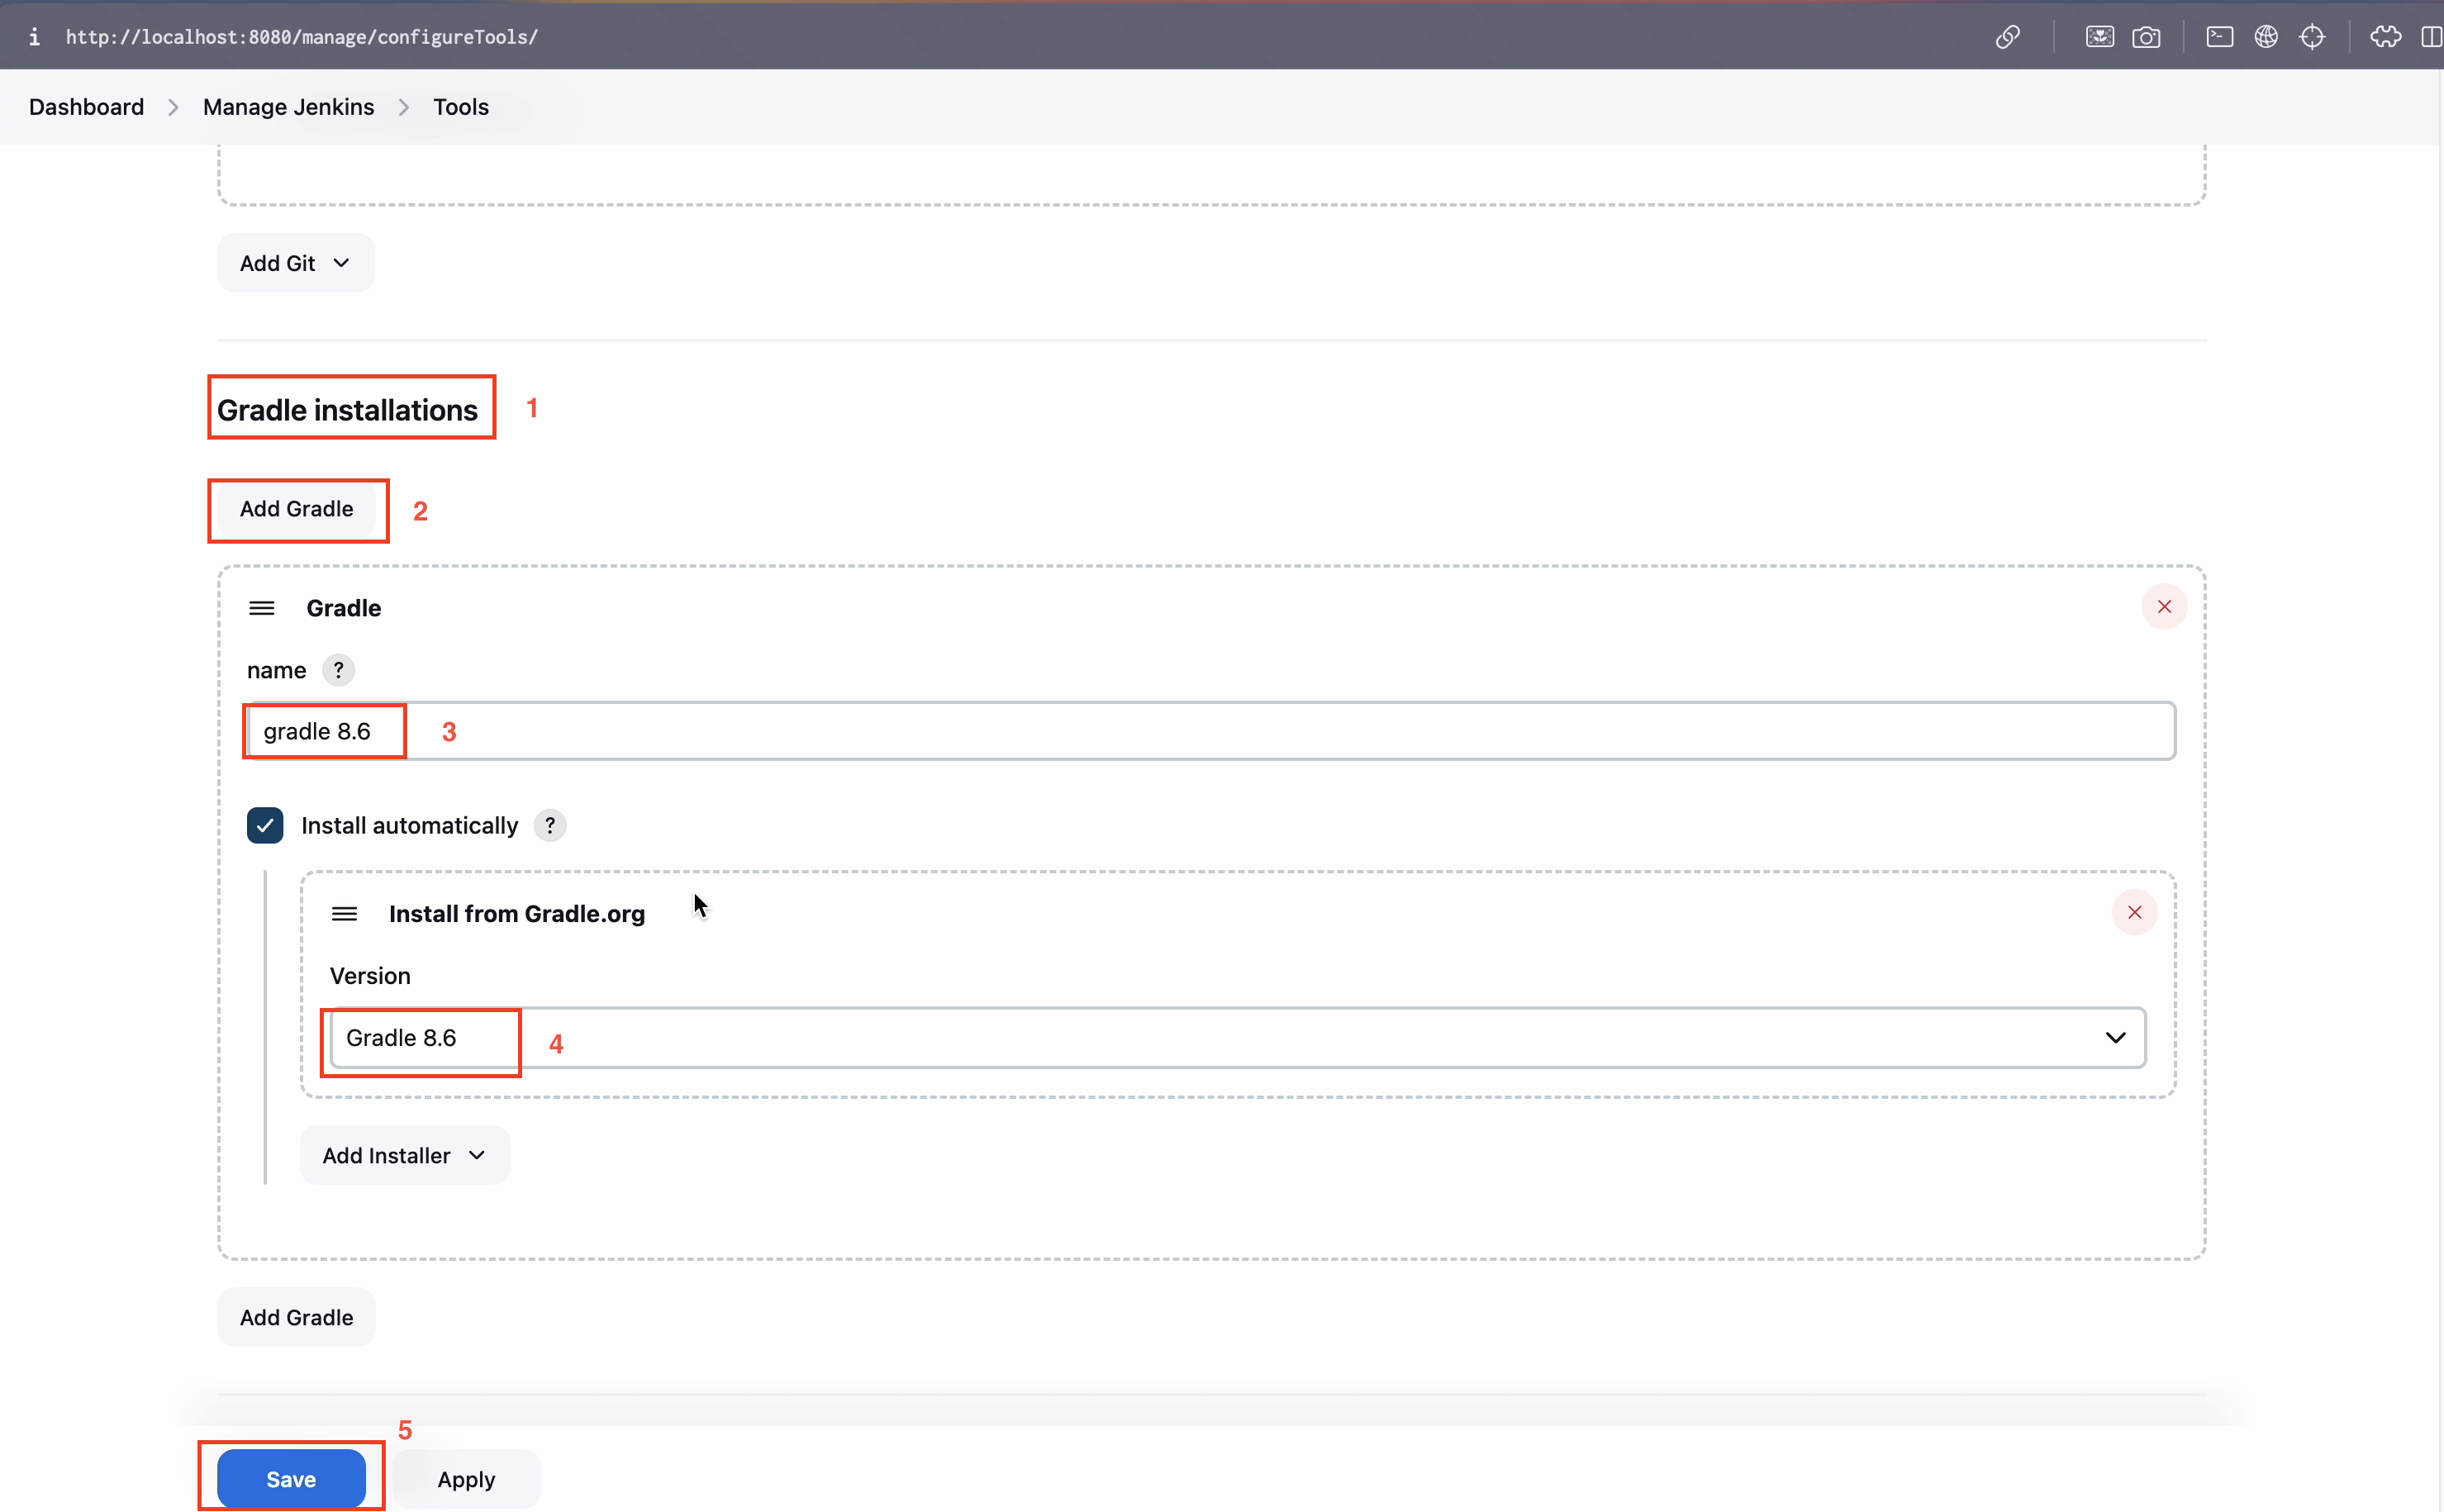 i http://localhost:8080/manage/configureTools/
Dashboard > Manage Jenkins > Tools
Add Git
Gradle installations 1
Add Gradle 2
Gradle
name ?
gradle 8.6 3
Install automatically ?
Install from Gradle.org
Version
Gradle 8.6 4
Add Installer
Add Gradle
5
Save Apply